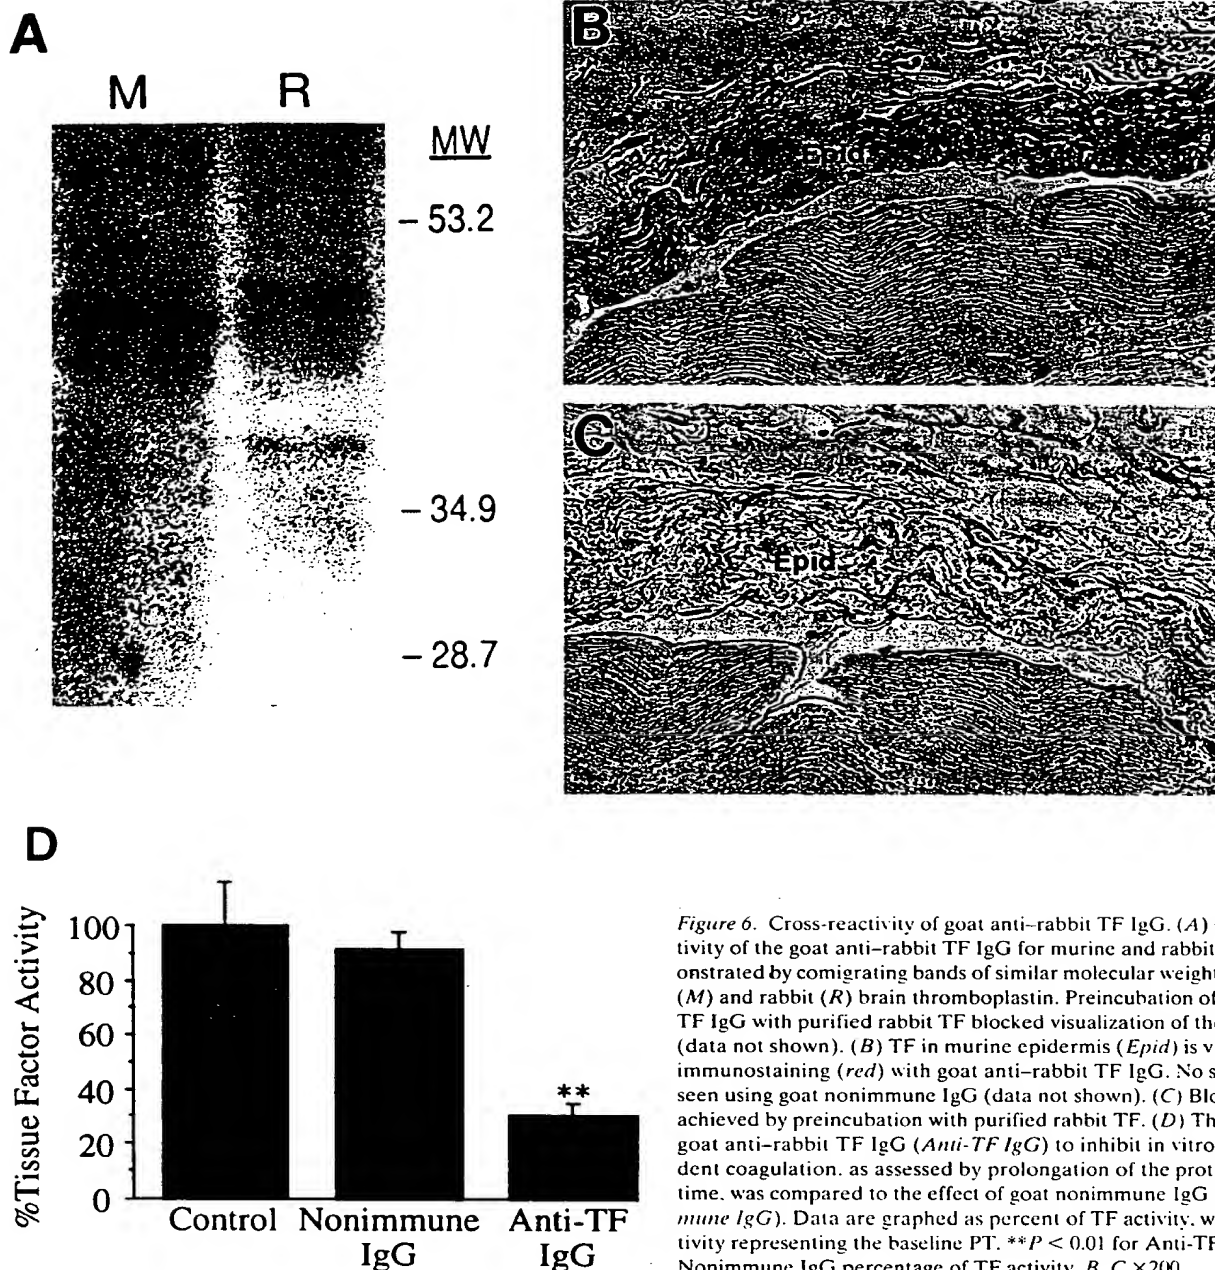 A
M R
MW
– 53.2
– 34.9
– 28.7
B
Epid
C
Epid
D
%Tissue Factor Activity
100
80
60
40
20
0
**
Control Nonimmune IgG Anti-TF IgG
Figure 6. Cross-reactivity of goat anti–rabbit TF IgG. (A)
tivity of the goat anti–rabbit TF IgG for murine and rabbit
onstrated by comigrating bands of similar molecular weight
(M) and rabbit (R) brain thromboplastin. Preincubation of
TF IgG with purified rabbit TF blocked visualization of the
(data not shown). (B) TF in murine epidermis (Epid) is v
immunostaining (red) with goat anti–rabbit TF IgG. No s
seen using goat nonimmune IgG (data not shown). (C) Blo
achieved by preincubation with purified rabbit TF. (D) Th
goat anti–rabbit TF IgG (Anti-TF IgG) to inhibit in vitro
dent coagulation, as assessed by prolongation of the prot
time, was compared to the effect of goat nonimmune IgG
mune IgG). Data are graphed as percent of TF activity, w
tivity representing the baseline PT. **P < 0.01 for Anti-TF
Nonimmune IgG percentage of TF activity. B, C ×200.